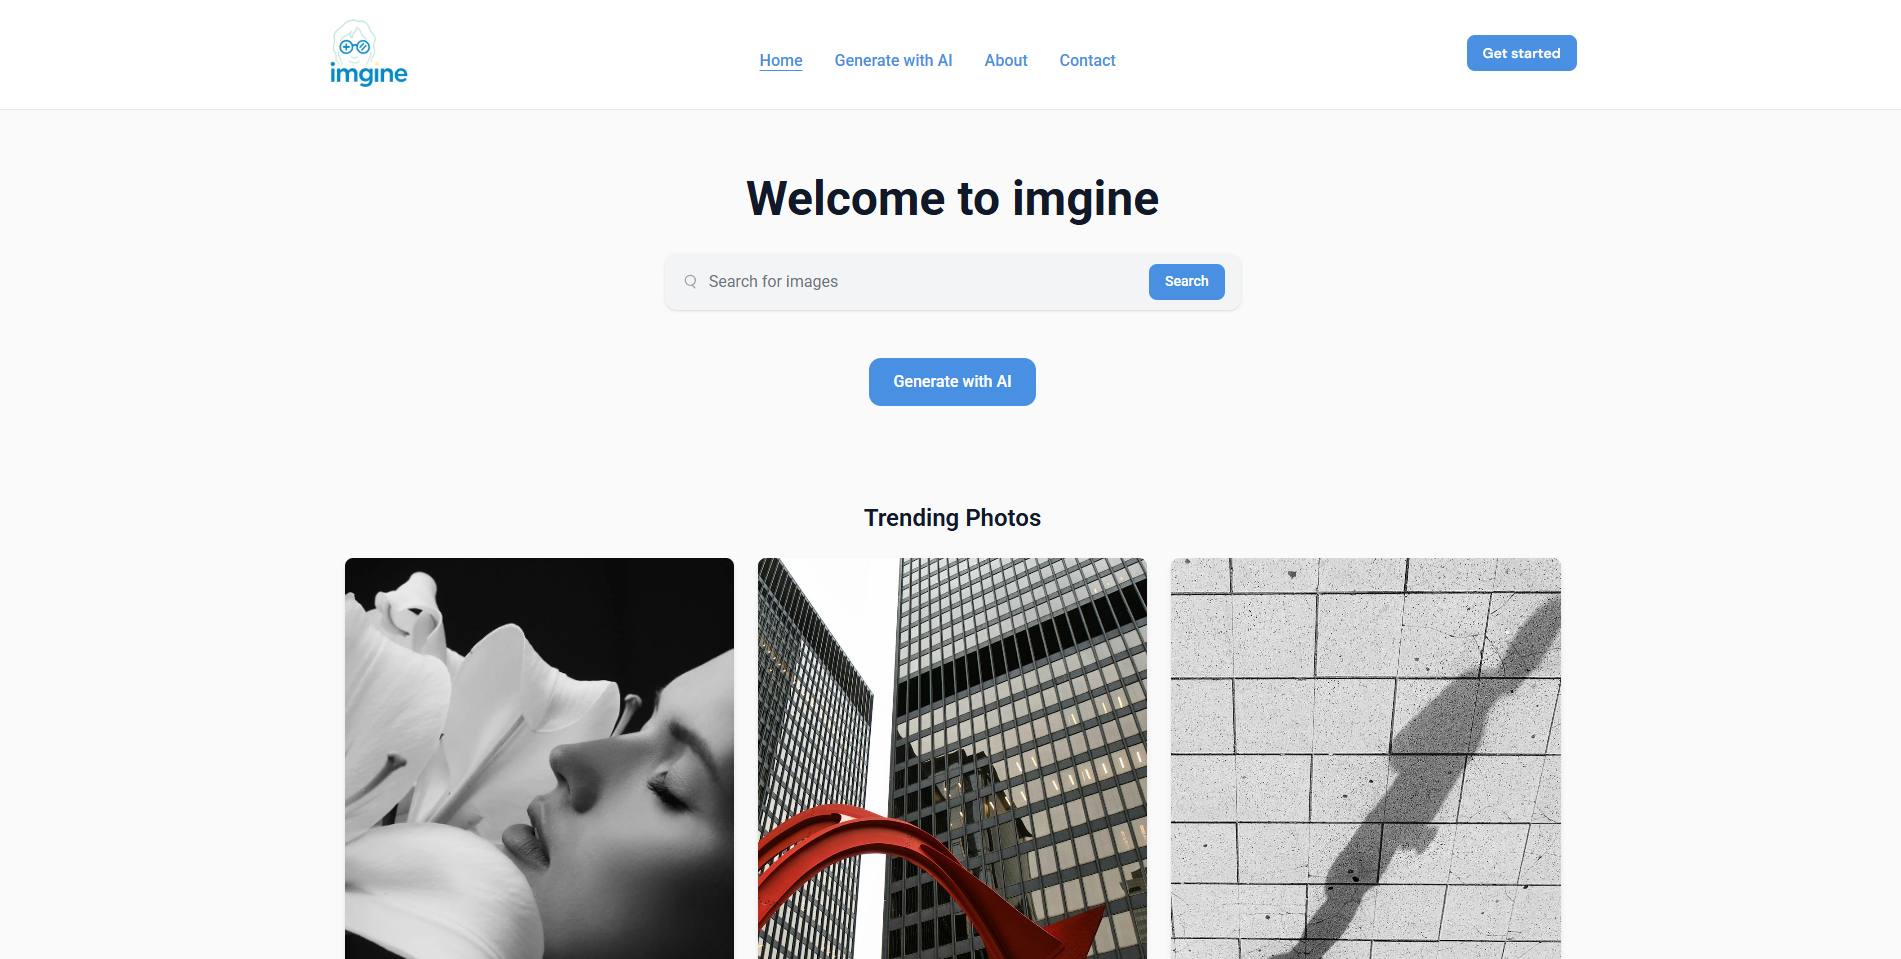 imgine
Home
Generate with AI
About
Contact
Get started
Welcome to imgine
Search for images
Search
Generate with AI
Trending Photos